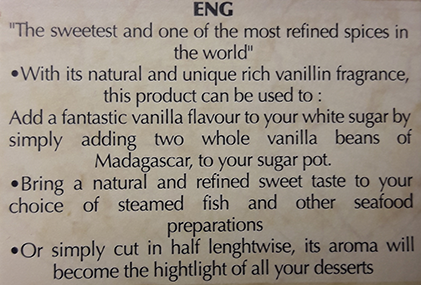 ENG
"The sweetest and one of the most refined spices in
the world"
•With its natural and unique rich vanillin fragrance,
this product can be used to :
Add a fantastic vanilla flavour to your white sugar by
simply adding two whole vanilla beans of
Madagascar, to your sugar pot.
•Bring a natural and refined sweet taste to your
choice of steamed fish and other seafood
preparations
•Or simply cut in half lenghtwise, its aroma will
become the hightlight of all your desserts